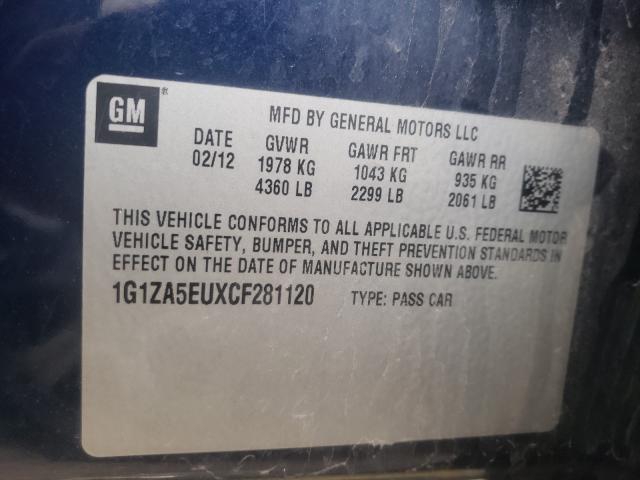 GM ®
MFD BY GENERAL MOTORS LLC
DATE GVWR GAWR FRT GAWR RR
02/12 1978 KG 1043 KG 935 KG
4360 LB 2299 LB 2061 LB
THIS VEHICLE CONFORMS TO ALL APPLICABLE U.S. FEDERAL MOTOR
VEHICLE SAFETY, BUMPER, AND THEFT PREVENTION STANDARDS IN
EFFECT ON THE DATE OF MANUFACTURE SHOWN ABOVE.
1G1ZA5EUXCF281120 TYPE: PASS CAR